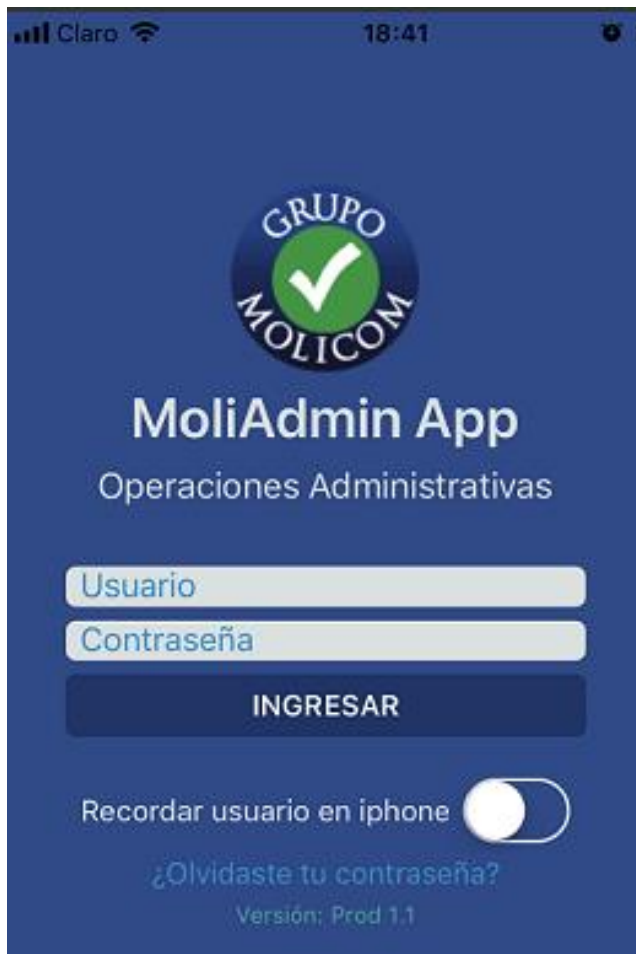 Claro 18:41
GRUPO
MOLICOM
MoliAdmin App
Operaciones Administrativas
Usuario
Contraseña
INGRESAR
Recordar usuario en iphone
¿Olvidaste tu contraseña?
Versión: Prod 1.1